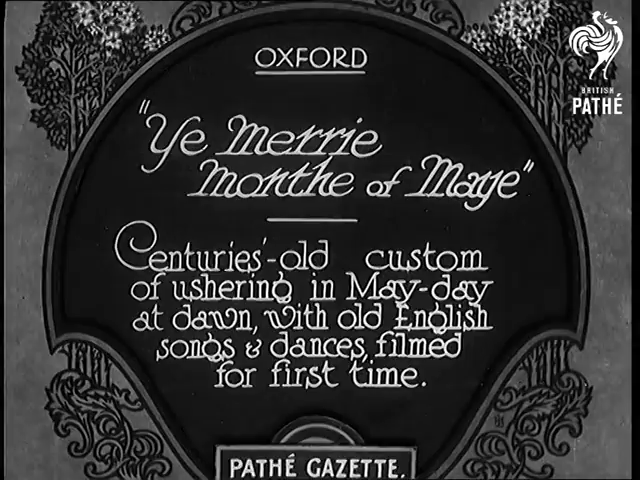 OXFORD
"Ye Merrie
Monthe of Maye"
Centuries'-old custom
of ushering in May-day
at dawn, with old English
songs & dances, filmed
for first time.
PATHÉ GAZETTE.
BRITISH
PATHÉ